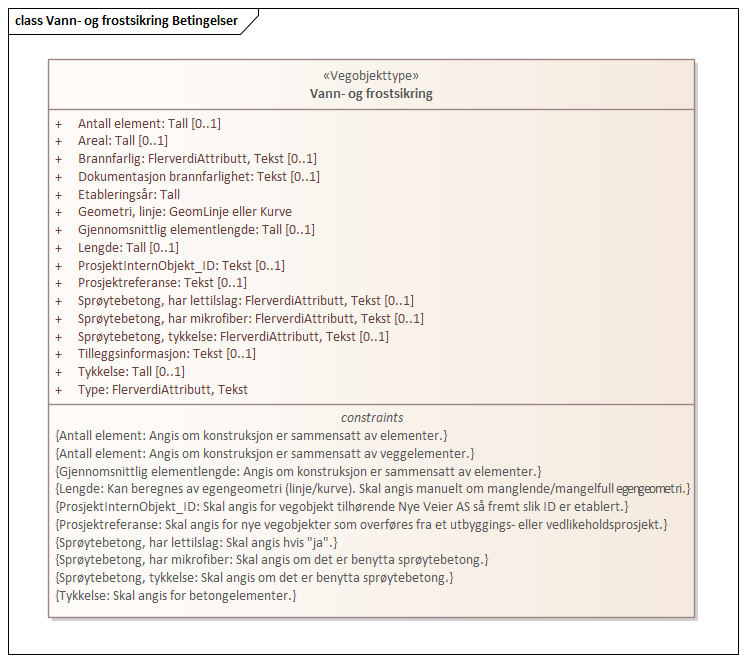 class Vann- og frostsikring Betingelser
«Vegobjekttype»
Vann- og frostsikring
+ Antall element: Tall [0..1]
+ Areal: Tall [0..1]
+ Brannfarlig: FlerverdiAttributt, Tekst [0..1]
+ Dokumentasjon brannfarlighet: Tekst [0..1]
+ Etableringsår: Tall
+ Geometri, linje: GeomLinje eller Kurve
+ Gjennomsnittlig elementlengde: Tall [0..1]
+ Lengde: Tall [0..1]
+ ProsjektInternObjekt_ID: Tekst [0..1]
+ Prosjektreferanse: Tekst [0..1]
+ Sprøytebetong, har lettilslag: FlerverdiAttributt, Tekst [0..1]
+ Sprøytebetong, har mikrofiber: FlerverdiAttributt, Tekst [0..1]
+ Sprøytebetong, tykkelse: FlerverdiAttributt, Tekst [0..1]
+ Tilleggsinformasjon: Tekst [0..1]
+ Tykkelse: Tall [0..1]
+ Type: FlerverdiAttributt, Tekst
constraints
{Antall element: Angis om konstruksjon er sammensatt av elementer.}
{Antall element: Angis om konstruksjon er sammensatt av veggelementer.}
{Gjennomsnittlig elementlengde: Angis om konstruksjon er sammensatt av elementer.}
{Lengde: Kan beregnes av egengeometri (linje/kurve). Skal angis manuelt om manglende/mangelfull egengeometri.}
{ProsjektInternObjekt_ID: Skal angis for vegobjekt tilhørende Nye Veier AS så fremt slik ID er etablert.}
{Prosjektreferanse: Skal angis for nye vegobjekter som overføres fra et utbyggings- eller vedlikeholdsprosjekt.}
{Sprøytebetong, har lettilslag: Skal angis hvis "ja".}
{Sprøytebetong, har mikrofiber: Skal angis om det er benytta sprøytebetong.}
{Sprøytebetong, tykkelse: Skal angis om det er benytta sprøytebetong.}
{Tykkelse: Skal angis for betongelementer.}